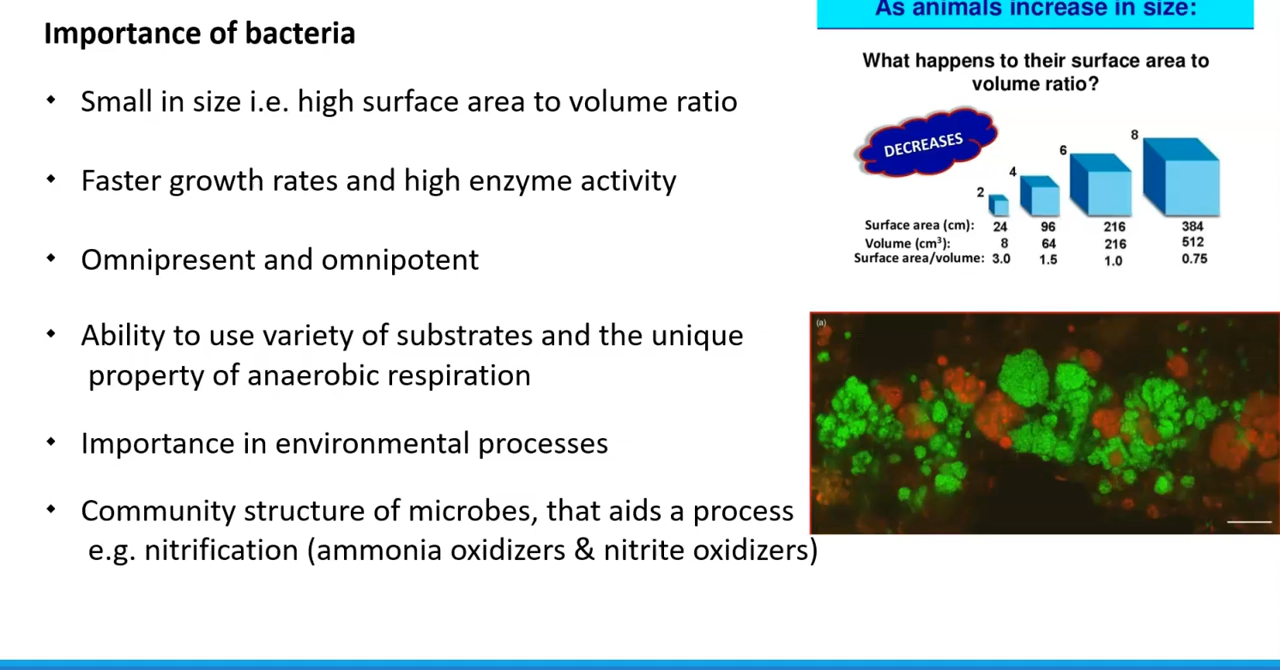 Importance of bacteria
⬩ Small in size i.e. high surface area to volume ratio
⬩ Faster growth rates and high enzyme activity
⬩ Omnipresent and omnipotent
⬩ Ability to use variety of substrates and the unique
property of anaerobic respiration
⬩ Importance in environmental processes
⬩ Community structure of microbes, that aids a process
e.g. nitrification (ammonia oxidizers & nitrite oxidizers)
As animals increase in size:
What happens to their surface area to
volume ratio?
DECREASES
2 4 6 8
Surface area (cm): 24 96 216 384
Volume (cm³): 8 64 216 512
Surface area/volume: 3.0 1.5 1.0 0.75
(a)